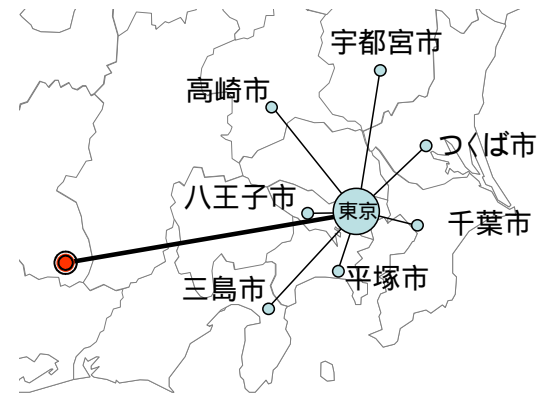 宇都宮市
高崎市
つくば市
八王子市
東京
千葉市
平塚市
三島市